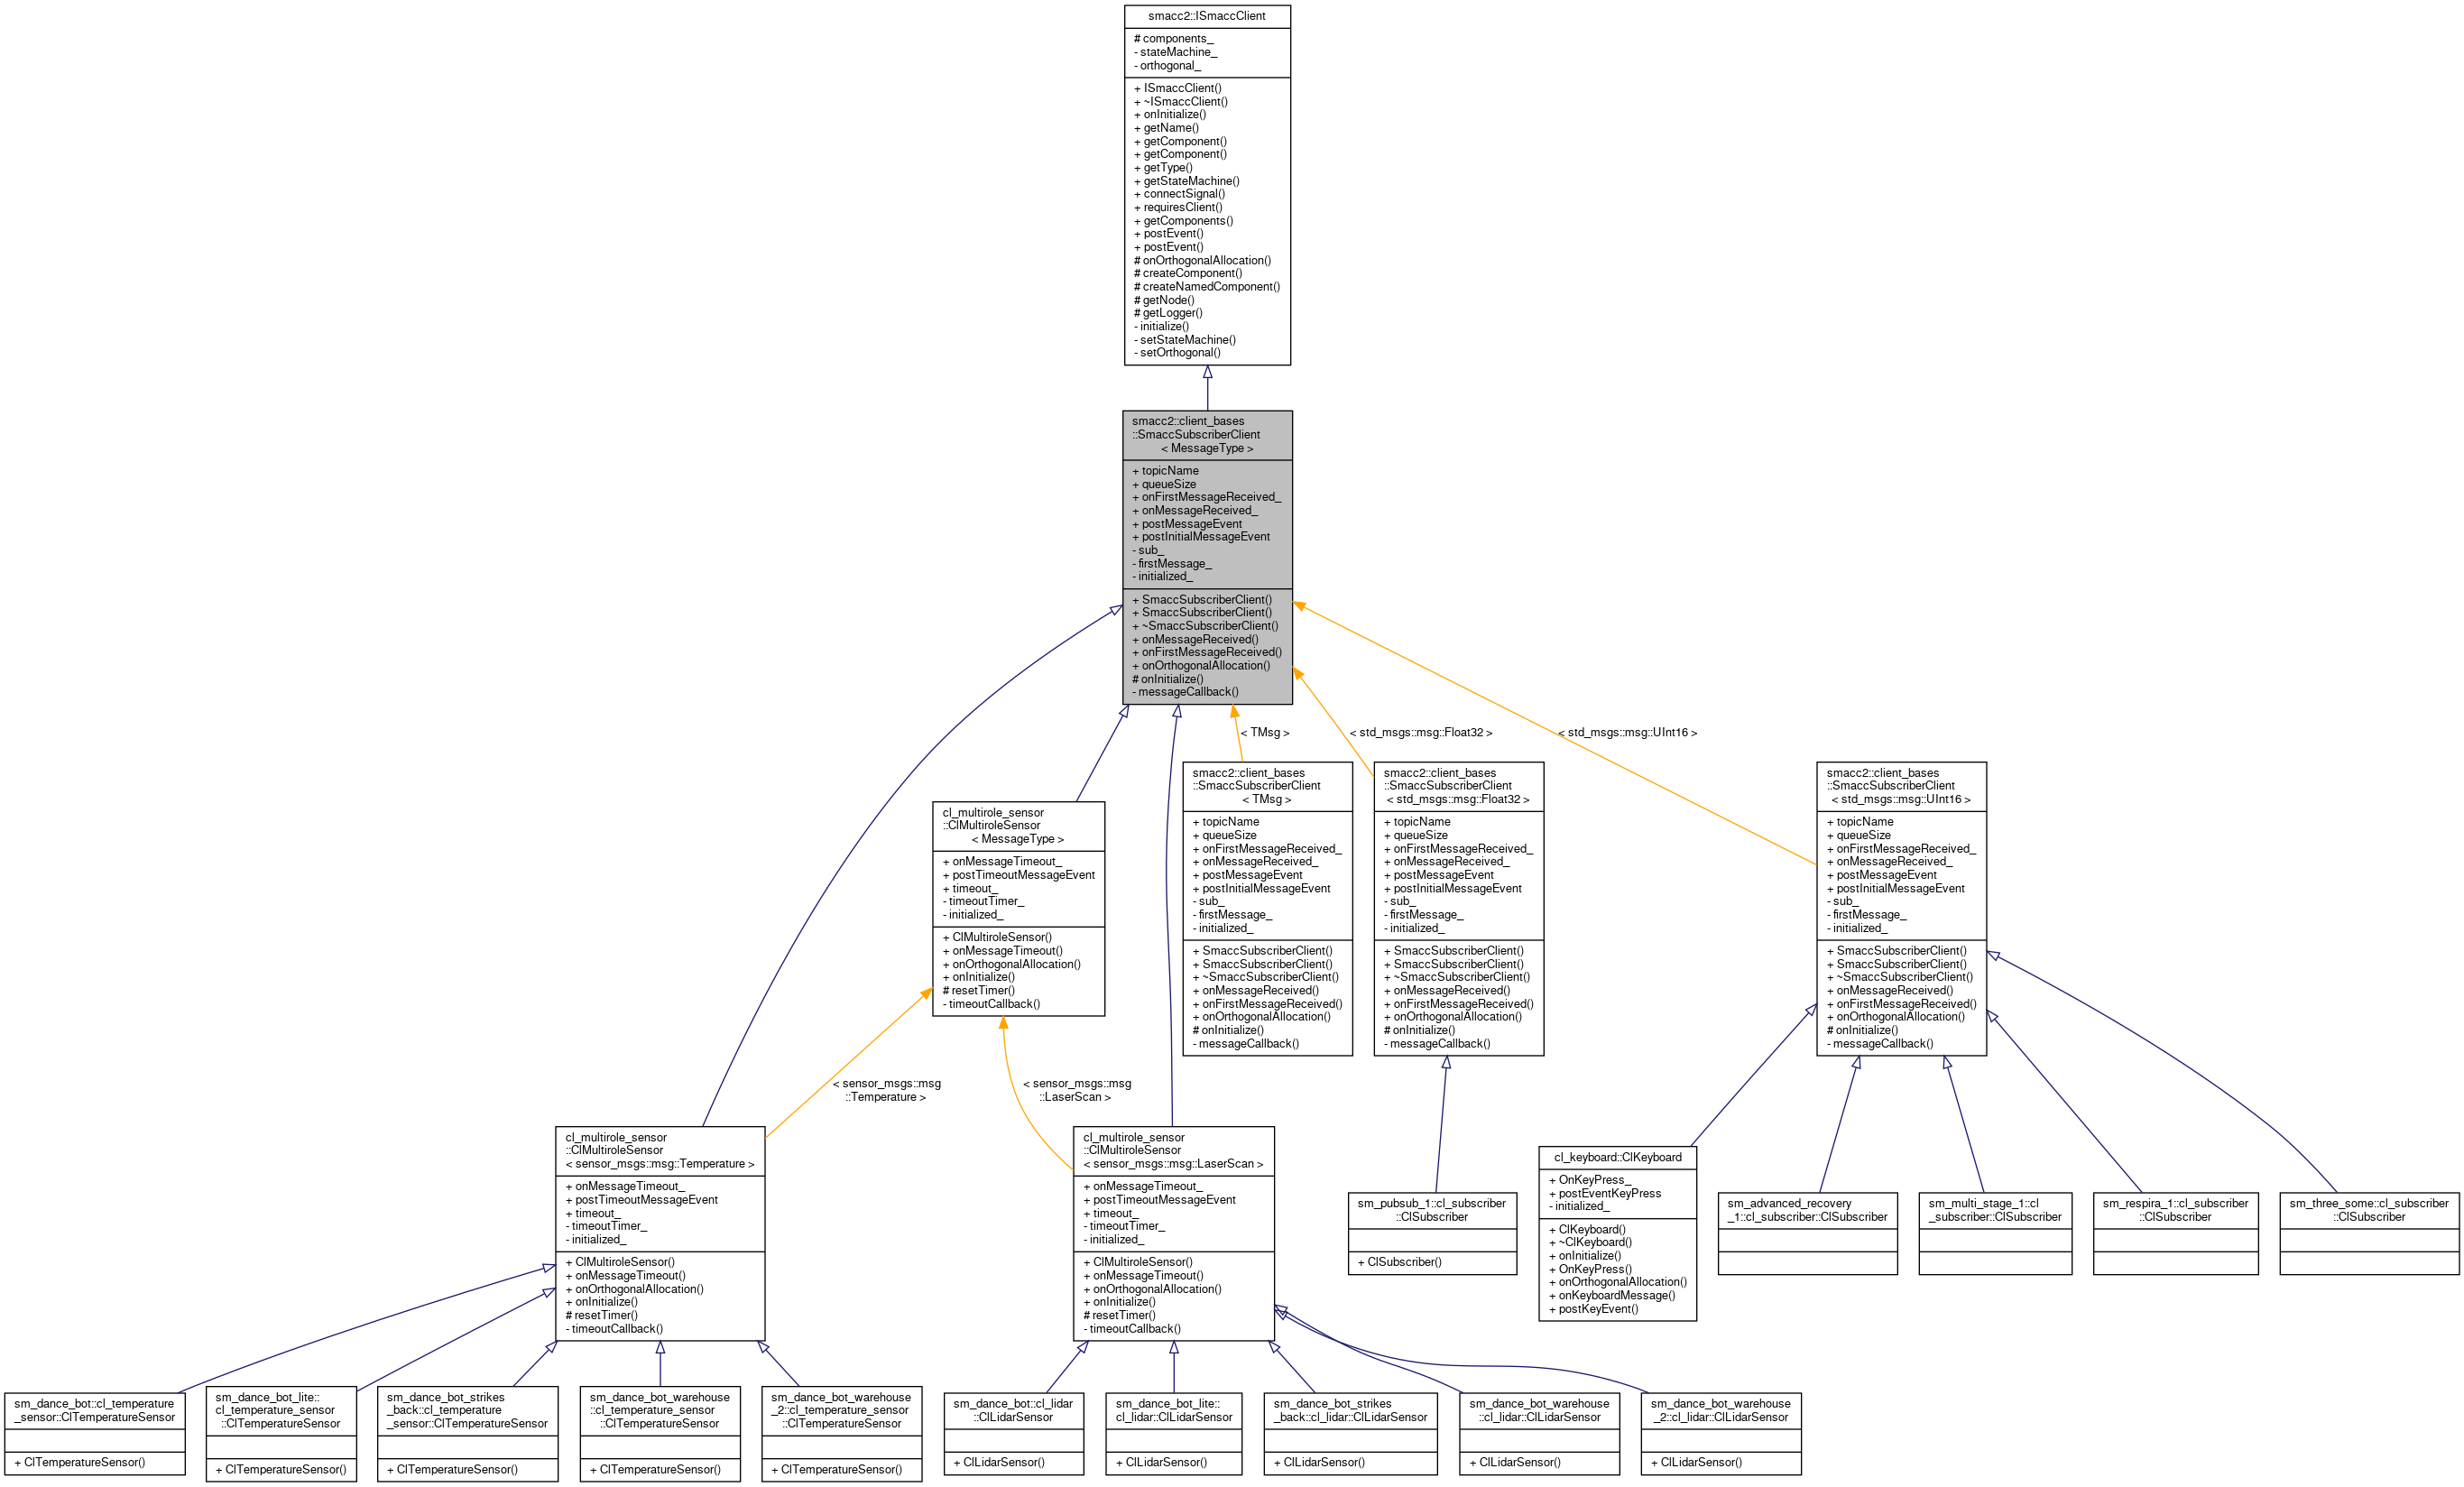 smacc2::ISmaccClient
# components_
- stateMachine_
- orthogonal_
+ ISmaccClient()
+ ~ISmaccClient()
+ onInitialize()
+ getName()
+ getComponent()
+ getComponent()
+ getType()
+ getStateMachine()
+ connectSignal()
+ requiresClient()
+ getComponents()
+ postEvent()
+ postEvent()
# onOrthogonalAllocation()
# createComponent()
# createNamedComponent()
# getNode()
# getLogger()
- initialize()
- setStateMachine()
- setOrthogonal()
smacc2::client_bases
::SmaccSubscriberClient
< MessageType >
+ topicName
+ queueSize
+ onFirstMessageReceived_
+ onMessageReceived_
+ postMessageEvent
+ postInitialMessageEvent
- sub_
- firstMessage_
- initialized_
+ SmaccSubscriberClient()
+ SmaccSubscriberClient()
+ ~SmaccSubscriberClient()
+ onMessageReceived()
+ onFirstMessageReceived()
+ onOrthogonalAllocation()
# onInitialize()
- messageCallback()
< TMsg >
< std_msgs::msg::Float32 >
< std_msgs::msg::UInt16 >
cl_multirole_sensor
::ClMultiroleSensor
< MessageType >
+ onMessageTimeout_
+ postTimeoutMessageEvent
+ timeout_
- timeoutTimer_
- initialized_
+ ClMultiroleSensor()
+ onMessageTimeout()
+ onOrthogonalAllocation()
+ onInitialize()
# resetTimer()
- timeoutCallback()
smacc2::client_bases
::SmaccSubscriberClient
< TMsg >
+ topicName
+ queueSize
+ onFirstMessageReceived_
+ onMessageReceived_
+ postMessageEvent
+ postInitialMessageEvent
- sub_
- firstMessage_
- initialized_
+ SmaccSubscriberClient()
+ SmaccSubscriberClient()
+ ~SmaccSubscriberClient()
+ onMessageReceived()
+ onFirstMessageReceived()
+ onOrthogonalAllocation()
# onInitialize()
- messageCallback()
smacc2::client_bases
::SmaccSubscriberClient
< std_msgs::msg::Float32 >
+ topicName
+ queueSize
+ onFirstMessageReceived_
+ onMessageReceived_
+ postMessageEvent
+ postInitialMessageEvent
- sub_
- firstMessage_
- initialized_
+ SmaccSubscriberClient()
+ SmaccSubscriberClient()
+ ~SmaccSubscriberClient()
+ onMessageReceived()
+ onFirstMessageReceived()
+ onOrthogonalAllocation()
# onInitialize()
- messageCallback()
smacc2::client_bases
::SmaccSubscriberClient
< std_msgs::msg::UInt16 >
+ topicName
+ queueSize
+ onFirstMessageReceived_
+ onMessageReceived_
+ postMessageEvent
+ postInitialMessageEvent
- sub_
- firstMessage_
- initialized_
+ SmaccSubscriberClient()
+ SmaccSubscriberClient()
+ ~SmaccSubscriberClient()
+ onMessageReceived()
+ onFirstMessageReceived()
+ onOrthogonalAllocation()
# onInitialize()
- messageCallback()
< sensor_msgs::msg
::Temperature >
< sensor_msgs::msg
::LaserScan >
cl_multirole_sensor
::ClMultiroleSensor
< sensor_msgs::msg::Temperature >
+ onMessageTimeout_
+ postTimeoutMessageEvent
+ timeout_
- timeoutTimer_
- initialized_
+ ClMultiroleSensor()
+ onMessageTimeout()
+ onOrthogonalAllocation()
+ onInitialize()
# resetTimer()
- timeoutCallback()
cl_multirole_sensor
::ClMultiroleSensor
< sensor_msgs::msg::LaserScan >
+ onMessageTimeout_
+ postTimeoutMessageEvent
+ timeout_
- timeoutTimer_
- initialized_
+ ClMultiroleSensor()
+ onMessageTimeout()
+ onOrthogonalAllocation()
+ onInitialize()
# resetTimer()
- timeoutCallback()
sm_pubsub_1::cl_subscriber
::ClSubscriber
+ ClSubscriber()
cl_keyboard::ClKeyboard
+ OnKeyPress_
+ postEventKeyPress
- initialized_
+ ClKeyboard()
+ ~ClKeyboard()
+ onInitialize()
+ OnKeyPress()
+ onOrthogonalAllocation()
+ onKeyboardMessage()
+ postKeyEvent()
sm_advanced_recovery
_1::cl_subscriber::ClSubscriber
sm_multi_stage_1::cl
_subscriber::ClSubscriber
sm_respira_1::cl_subscriber
::ClSubscriber
sm_three_some::cl_subscriber
::ClSubscriber
sm_dance_bot::cl_temperature
_sensor::ClTemperatureSensor
+ ClTemperatureSensor()
sm_dance_bot_lite::
cl_temperature_sensor
::ClTemperatureSensor
+ ClTemperatureSensor()
sm_dance_bot_strikes
_back::cl_temperature
_sensor::ClTemperatureSensor
+ ClTemperatureSensor()
sm_dance_bot_warehouse
::cl_temperature_sensor
::ClTemperatureSensor
+ ClTemperatureSensor()
sm_dance_bot_warehouse
_2::cl_temperature_sensor
::ClTemperatureSensor
+ ClTemperatureSensor()
sm_dance_bot::cl_lidar
::ClLidarSensor
+ ClLidarSensor()
sm_dance_bot_lite::
cl_lidar::ClLidarSensor
+ ClLidarSensor()
sm_dance_bot_strikes
_back::cl_lidar::ClLidarSensor
+ ClLidarSensor()
sm_dance_bot_warehouse
::cl_lidar::ClLidarSensor
+ ClLidarSensor()
sm_dance_bot_warehouse
_2::cl_lidar::ClLidarSensor
+ ClLidarSensor()